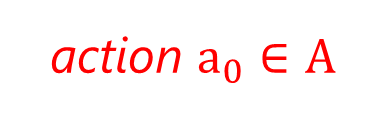 action a₀ ∈ A